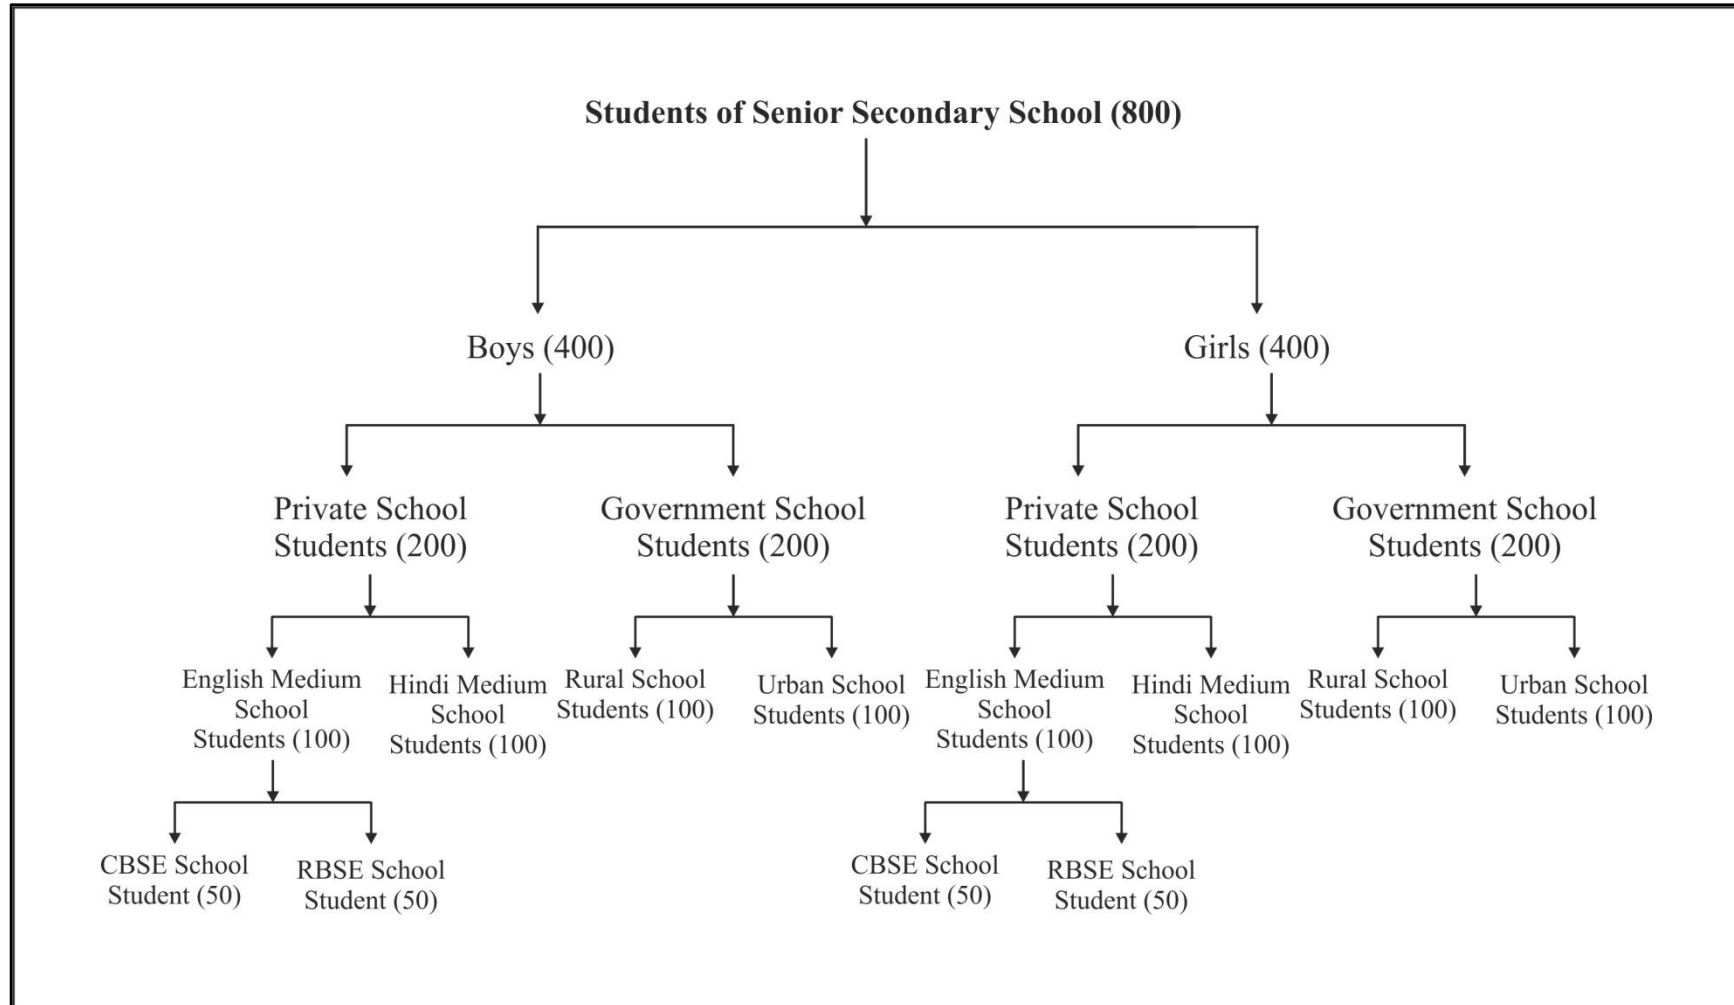 Students of Senior Secondary School (800)
Boys (400)
Girls (400)
Private School
Students (200)
Government School
Students (200)
Private School
Students (200)
Government School
Students (200)
English Medium
School
Students (100)
Hindi Medium
School
Students (100)
Rural School
Students (100)
Urban School
Students (100)
English Medium
School
Students (100)
Hindi Medium
School
Students (100)
Rural School
Students (100)
Urban School
Students (100)
CBSE School
Student (50)
RBSE School
Student (50)
CBSE School
Student (50)
RBSE School
Student (50)